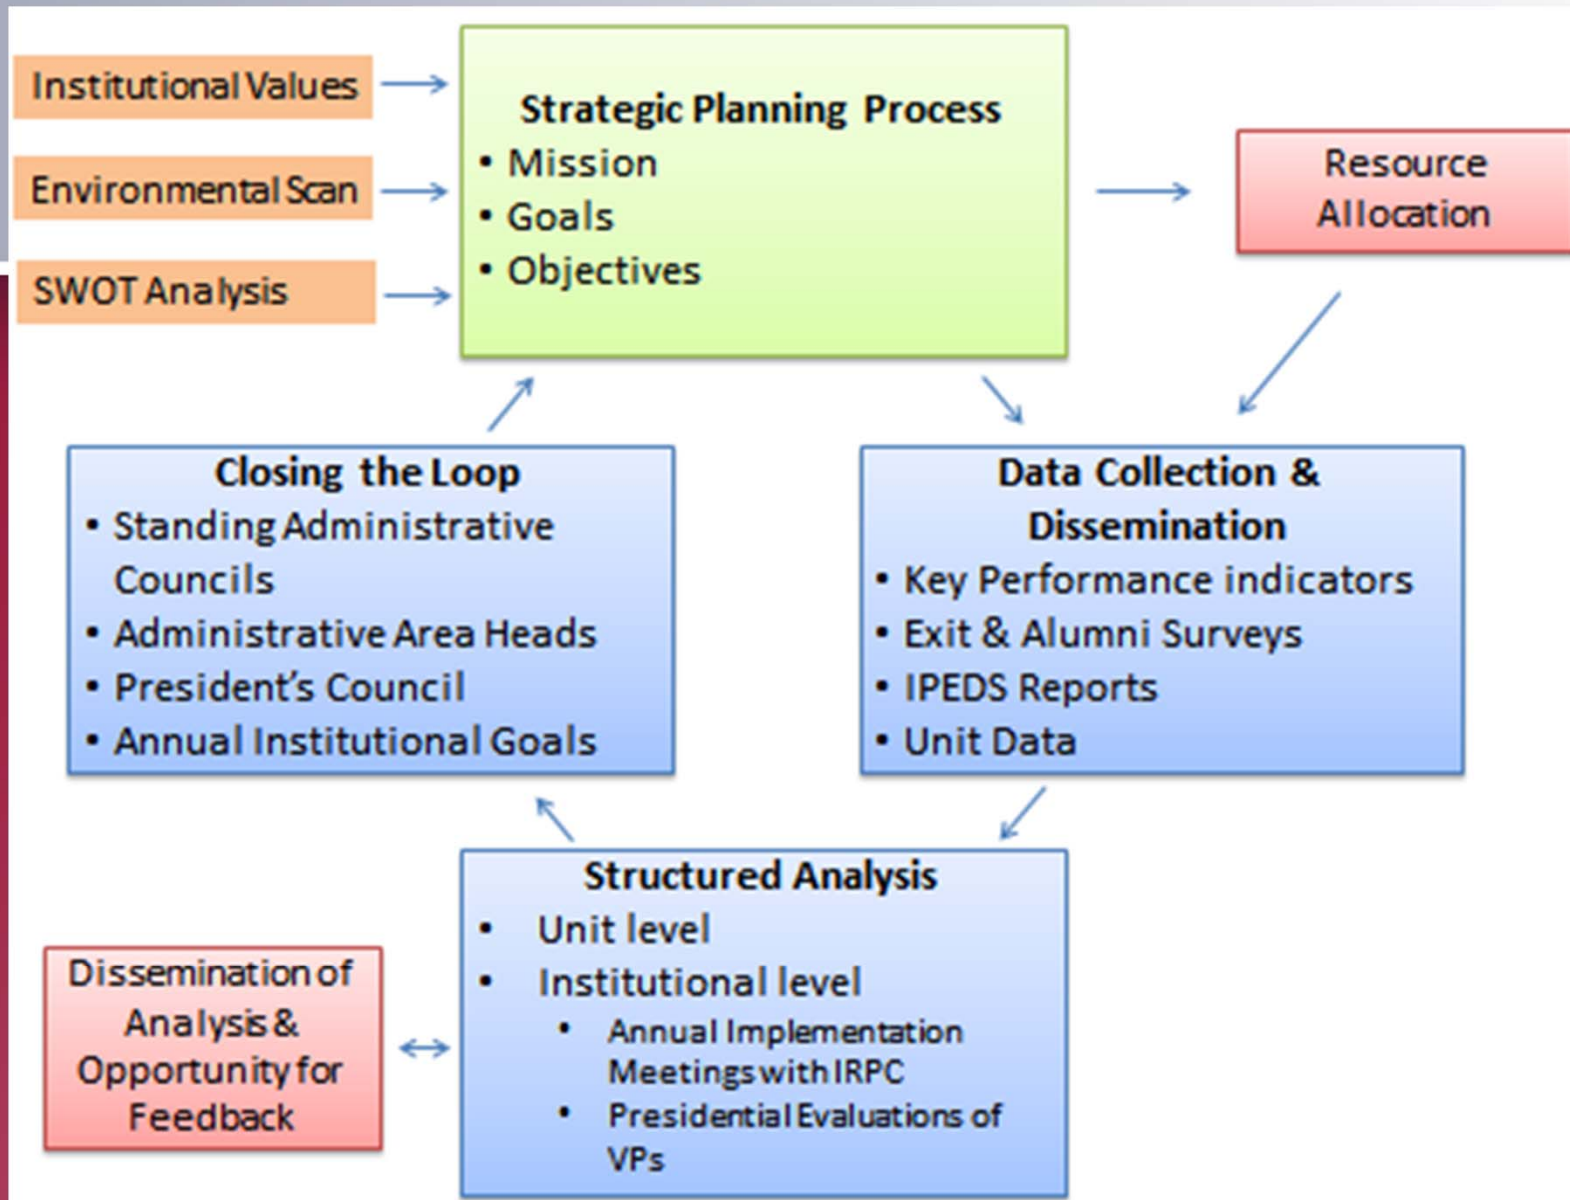 Institutional Values
Environmental Scan
SWOT Analysis
Strategic Planning Process
• Mission
• Goals
• Objectives
Resource
Allocation
Closing the Loop
• Standing Administrative
Councils
• Administrative Area Heads
• President’s Council
• Annual Institutional Goals
Data Collection &
Dissemination
• Key Performance indicators
• Exit & Alumni Surveys
• IPEDS Reports
• Unit Data
Structured Analysis
• Unit level
• Institutional level
• Annual Implementation
Meetings with IRPC
• Presidential Evaluations of
VPs
Dissemination of
Analysis &
Opportunity for
Feedback